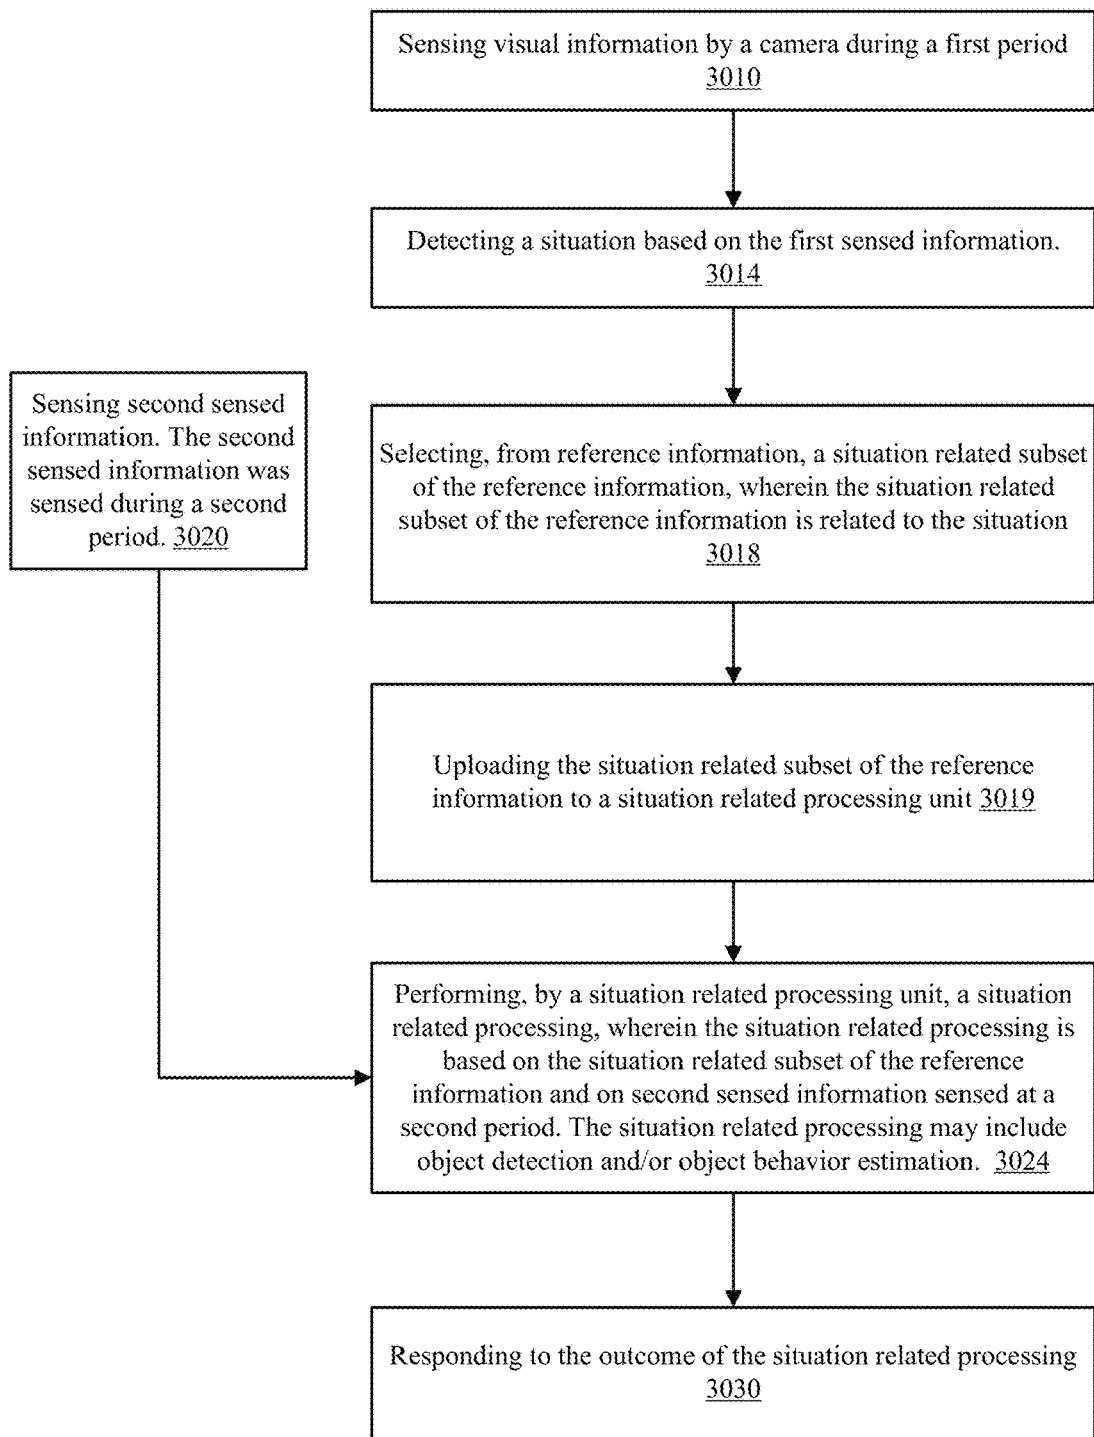 Sensing visual information by a camera during a first period
3010
Detecting a situation based on the first sensed information.
3014
Sensing second sensed
information. The second
sensed information was
sensed during a second
period. 3020
Selecting, from reference information, a situation related subset
of the reference information, wherein the situation related
subset of the reference information is related to the situation
3018
Uploading the situation related subset of the reference
information to a situation related processing unit 3019
Performing, by a situation related processing unit, a situation
related processing, wherein the situation related processing is
based on the situation related subset of the reference
information and on second sensed information sensed at a
second period. The situation related processing may include
object detection and/or object behavior estimation. 3024
Responding to the outcome of the situation related processing
3030